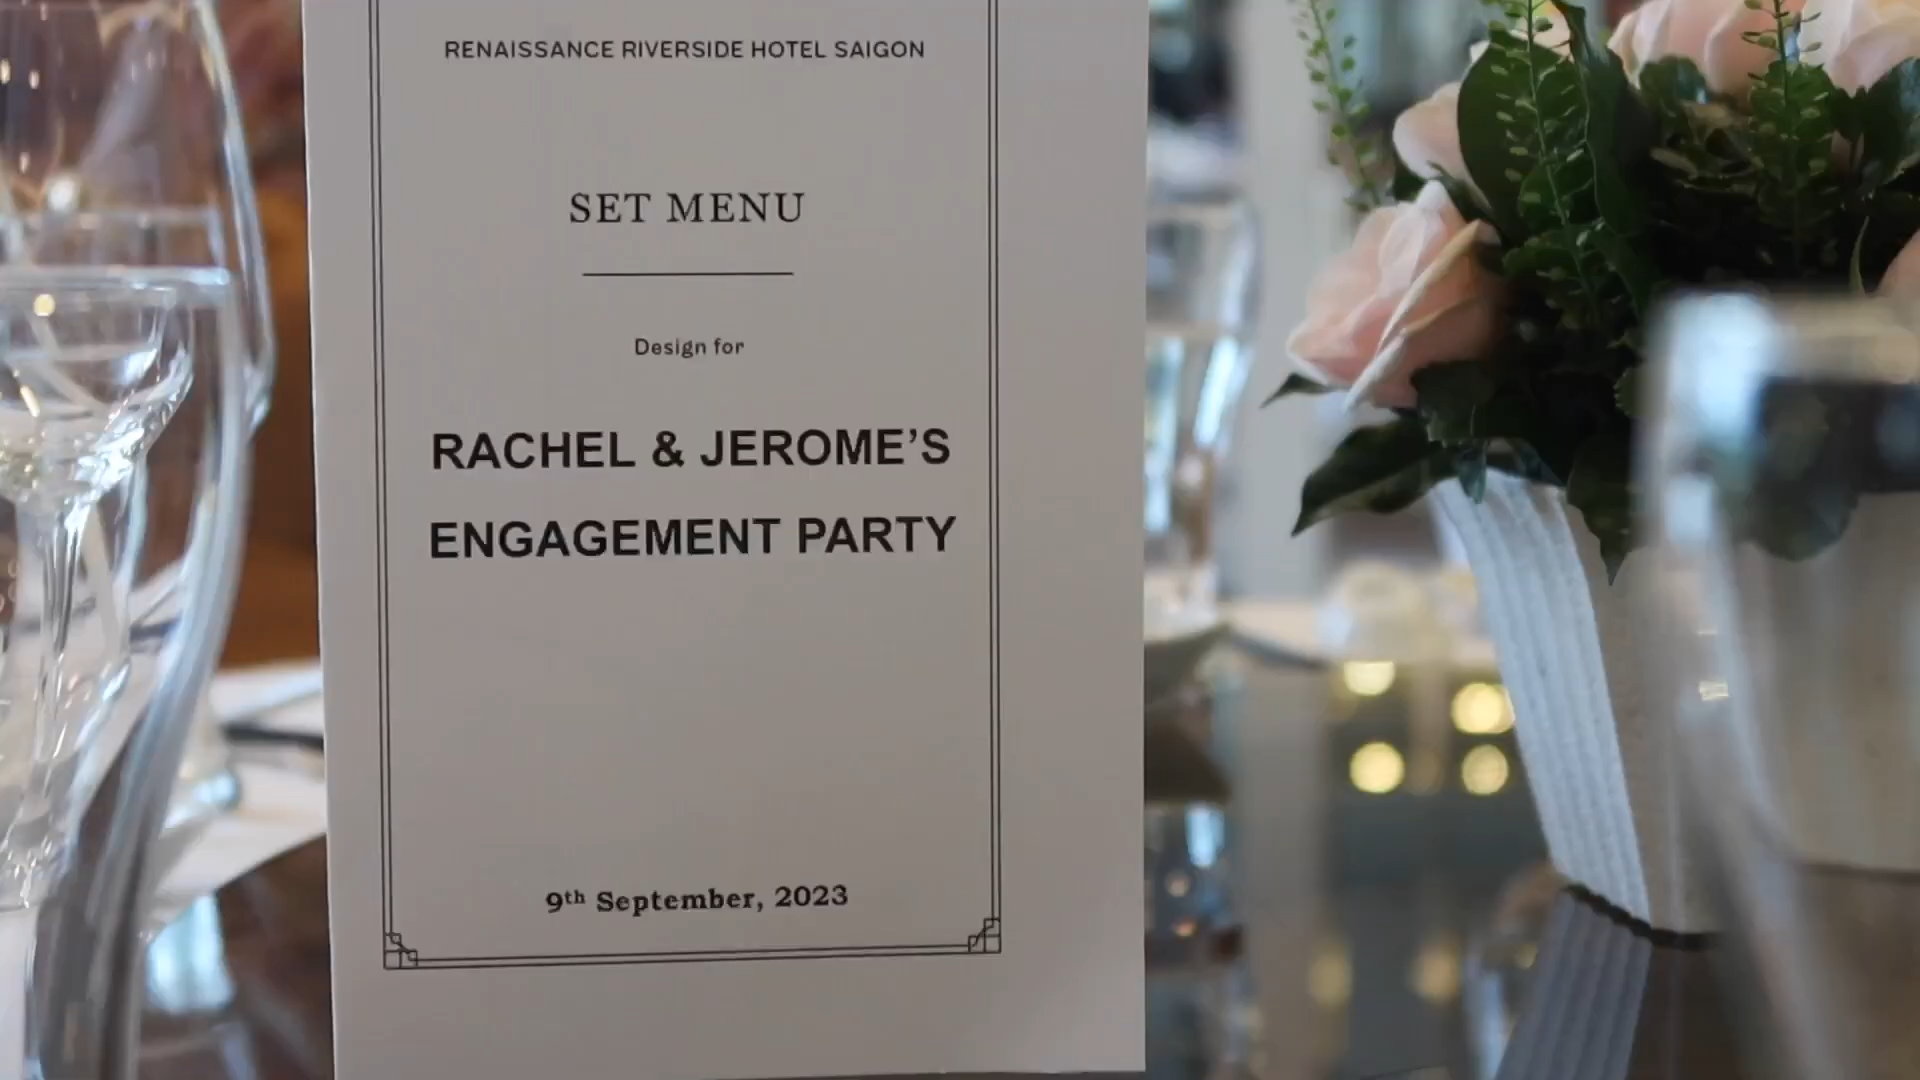 RENAISSANCE RIVERSIDE HOTEL SAIGON
SET MENU
Design for
RACHEL & JEROME’S
ENGAGEMENT PARTY
9th September, 2023